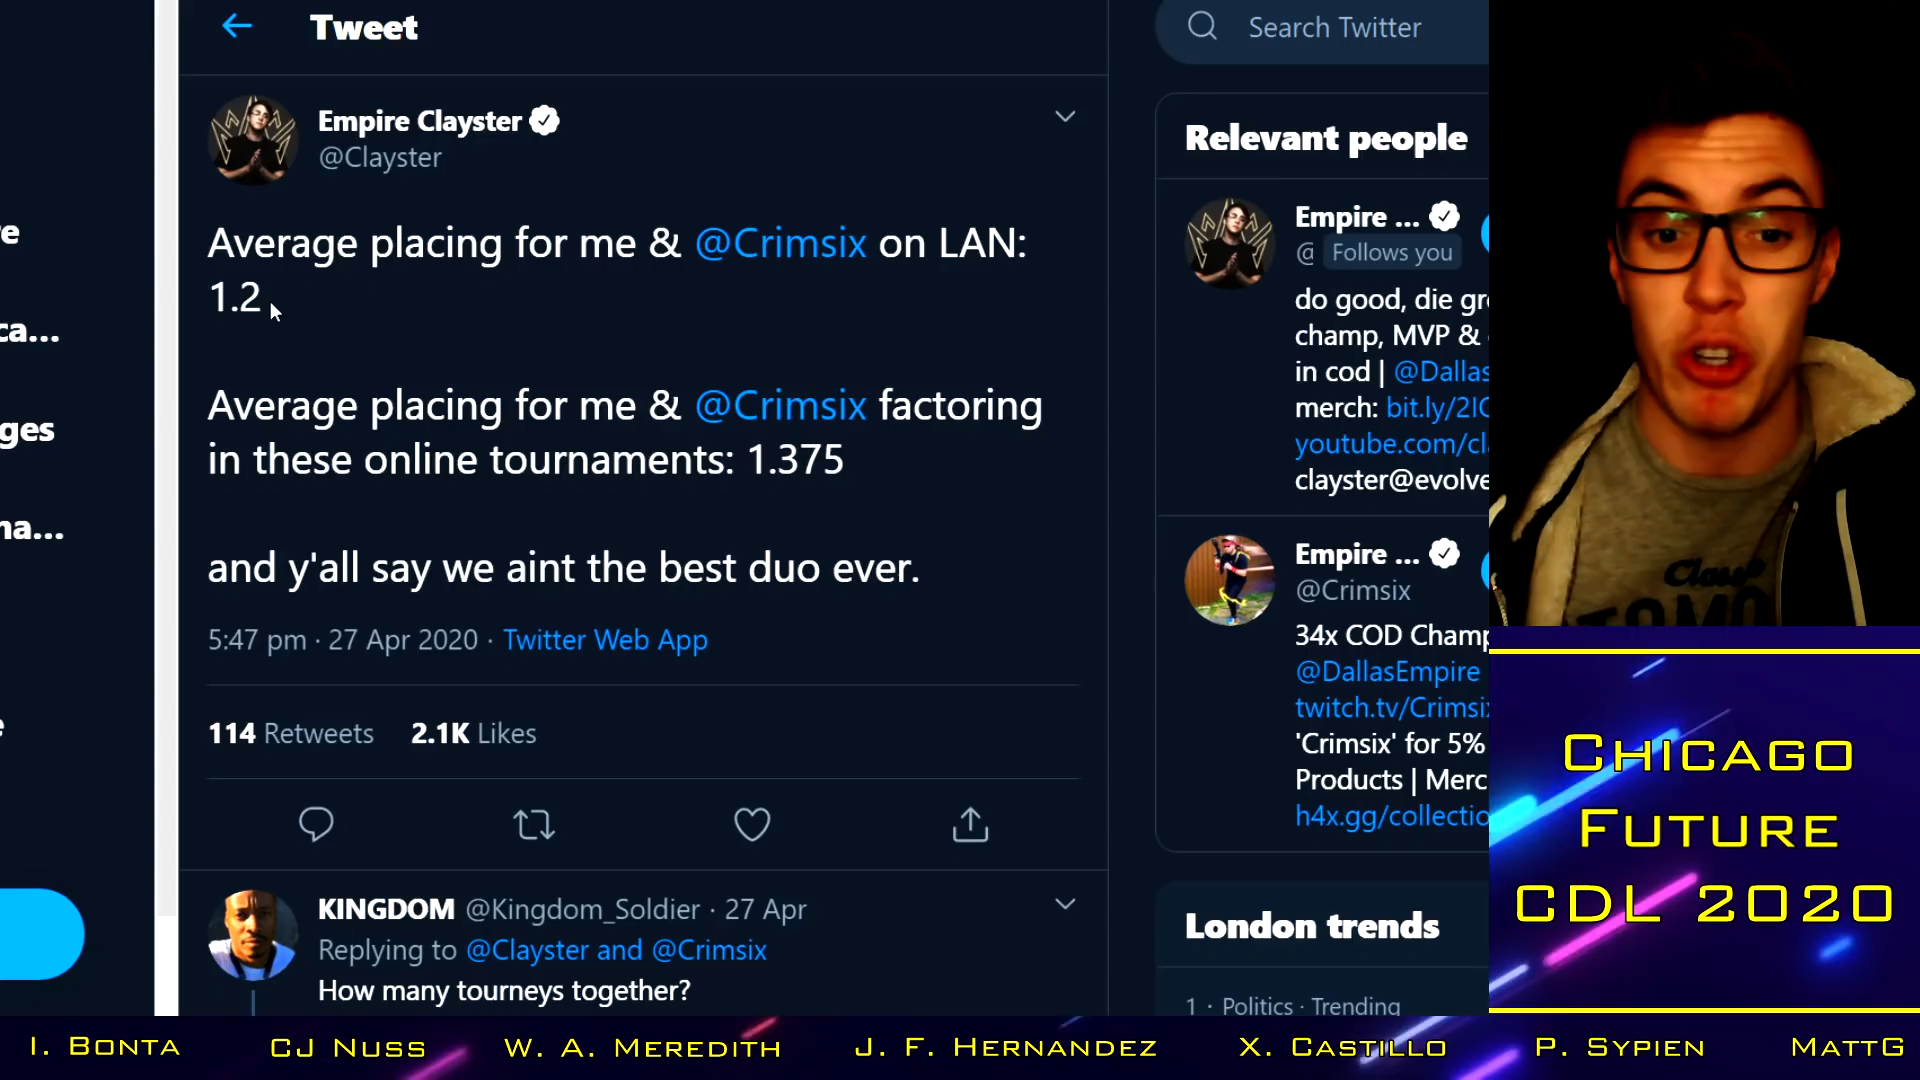 Tweet
Search Twitter
Empire Clayster
@Clayster
Average placing for me & @Crimsix on LAN:
1.2
Average placing for me & @Crimsix factoring
in these online tournaments: 1.375
and y'all say we aint the best duo ever.
5:47 pm · 27 Apr 2020 · Twitter Web App
114 Retweets 2.1K Likes
KINGDOM @Kingdom_Soldier · 27 Apr
Replying to @Clayster and @Crimsix
How many tourneys together?
Relevant people
Empire ...
@ Follows you
do good, die gr
champ, MVP &
in cod | @Dallas
merch: bit.ly/2IC
youtube.com/cl
clayster@evolve
Empire ...
@Crimsix
34x COD Champ
@DallasEmpire
twitch.tv/Crimsix
'Crimsix' for 5%
Products | Merc
h4x.gg/collectio
London trends
1 · Politics · Trending
ca...
ges
na...
CHICAGO
FUTURE
CDL 2020
I. BONTA CJ NUSS W. A. MEREDITH J. F. HERNANDEZ X. CASTILLO P. SYPIEN MATTG